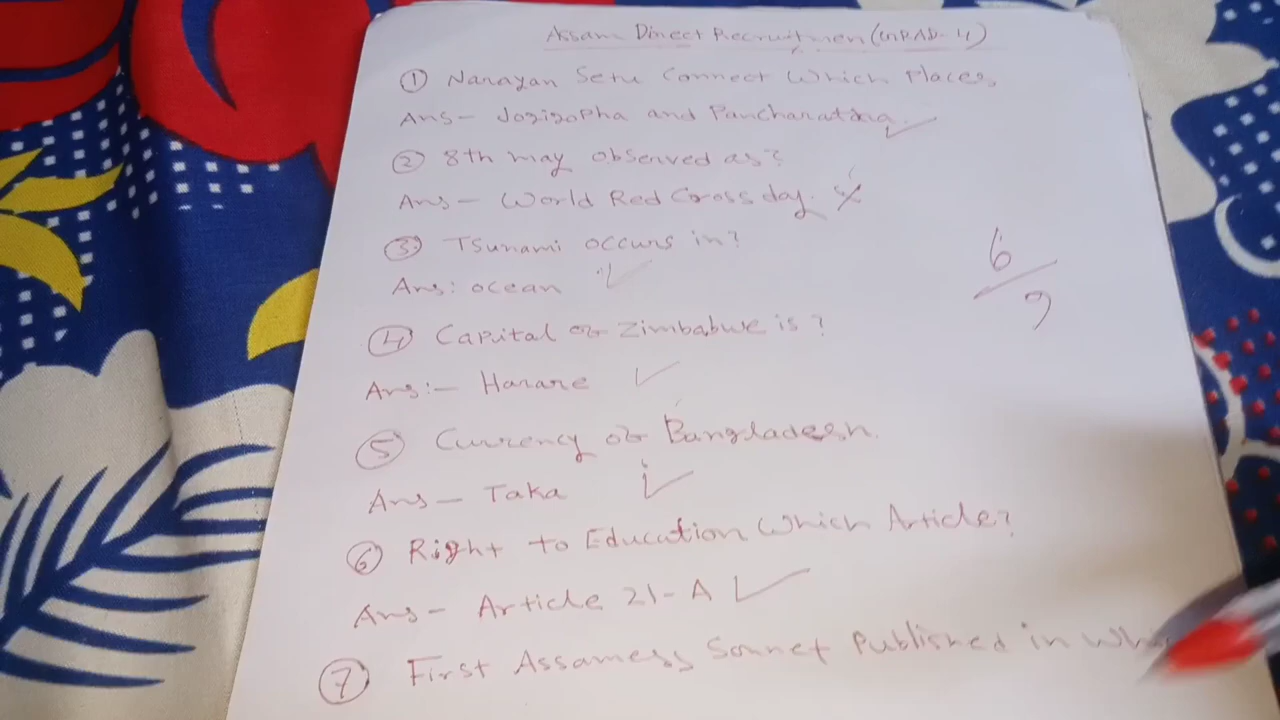 Assam Direct Recruitmen (GRAD-4)
① Narayan Setu Connect Which Places,
Ans- Jogigopha and Pancharatna
② 8th may observed as?
Ans- World Red Cross day.
③ Tsunami occurs in?
Ans: ocean
④ Capital of Zimbabwe is?
Ans:- Harare
⑤ Currency of Bangladesh.
Ans- Taka
⑥ Right to Education Which Article?
Ans- Article 21-A
⑦ First Assamess Sonnet Published in
6/9